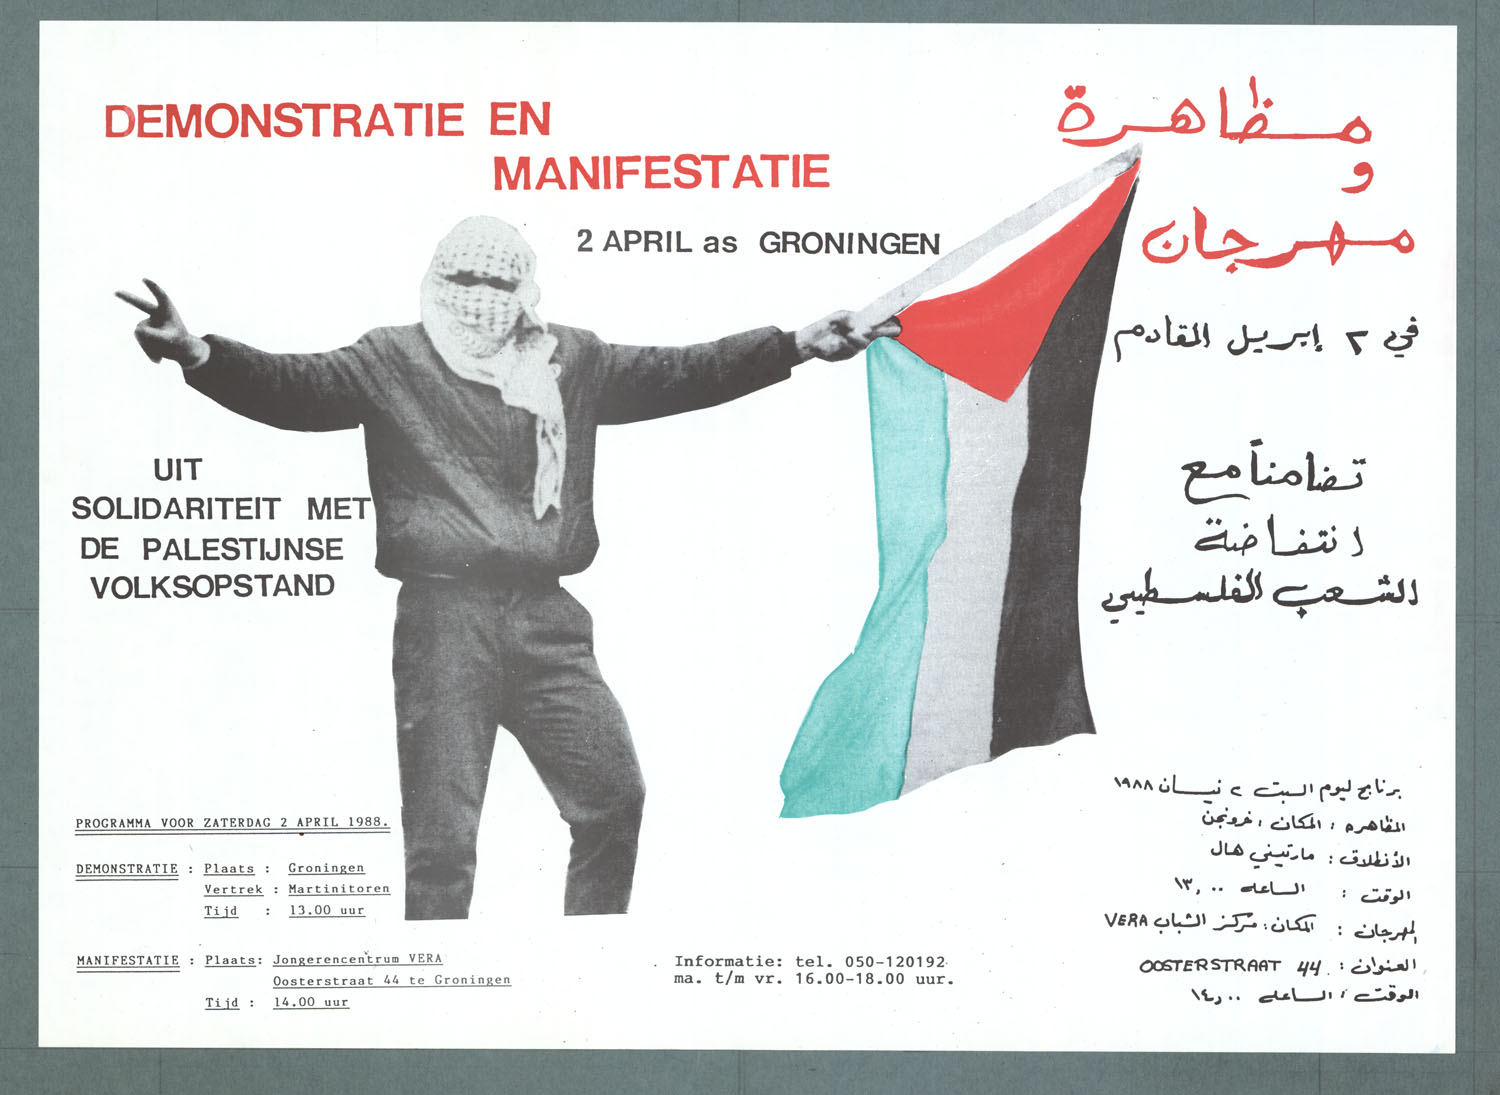 DEMONSTRATIE EN
MANIFESTATIE
2 APRIL as GRONINGEN
UIT
SOLIDARITEIT MET
DE PALESTIJNSE
VOLKSOPSTAND
PROGRAMMA VOOR ZATERDAG 2 APRIL 1988.
DEMONSTRATIE : Plaats : Groningen
Vertrek : Martinitoren
Tijd : 13.00 uur
MANIFESTATIE : Plaats: Jongerencentrum VERA
Oosterstraat 44 te Groningen
Tijd : 14.00 uur
Informatie: tel. 050-120192
ma. t/m vr. 16.00-18.00 uur.
مظاهرة
و
مهرجان
في ٢ إبريل القادم
تضامناً مع
انتفاضة
الشعب الفلسطيني
برنامج ليوم السبت ٢ نيسان ١٩٨٨
المظاهره : المكان : خرونجن
الأنطلاق : مارتيني هال
الوقت : الساعه ١٣,٠٠
المهرجان : المكان : مركز الشباب VERA
العنوان : OOSTERSTRAAT 44
الوقت : الساعه ١٤,٠٠